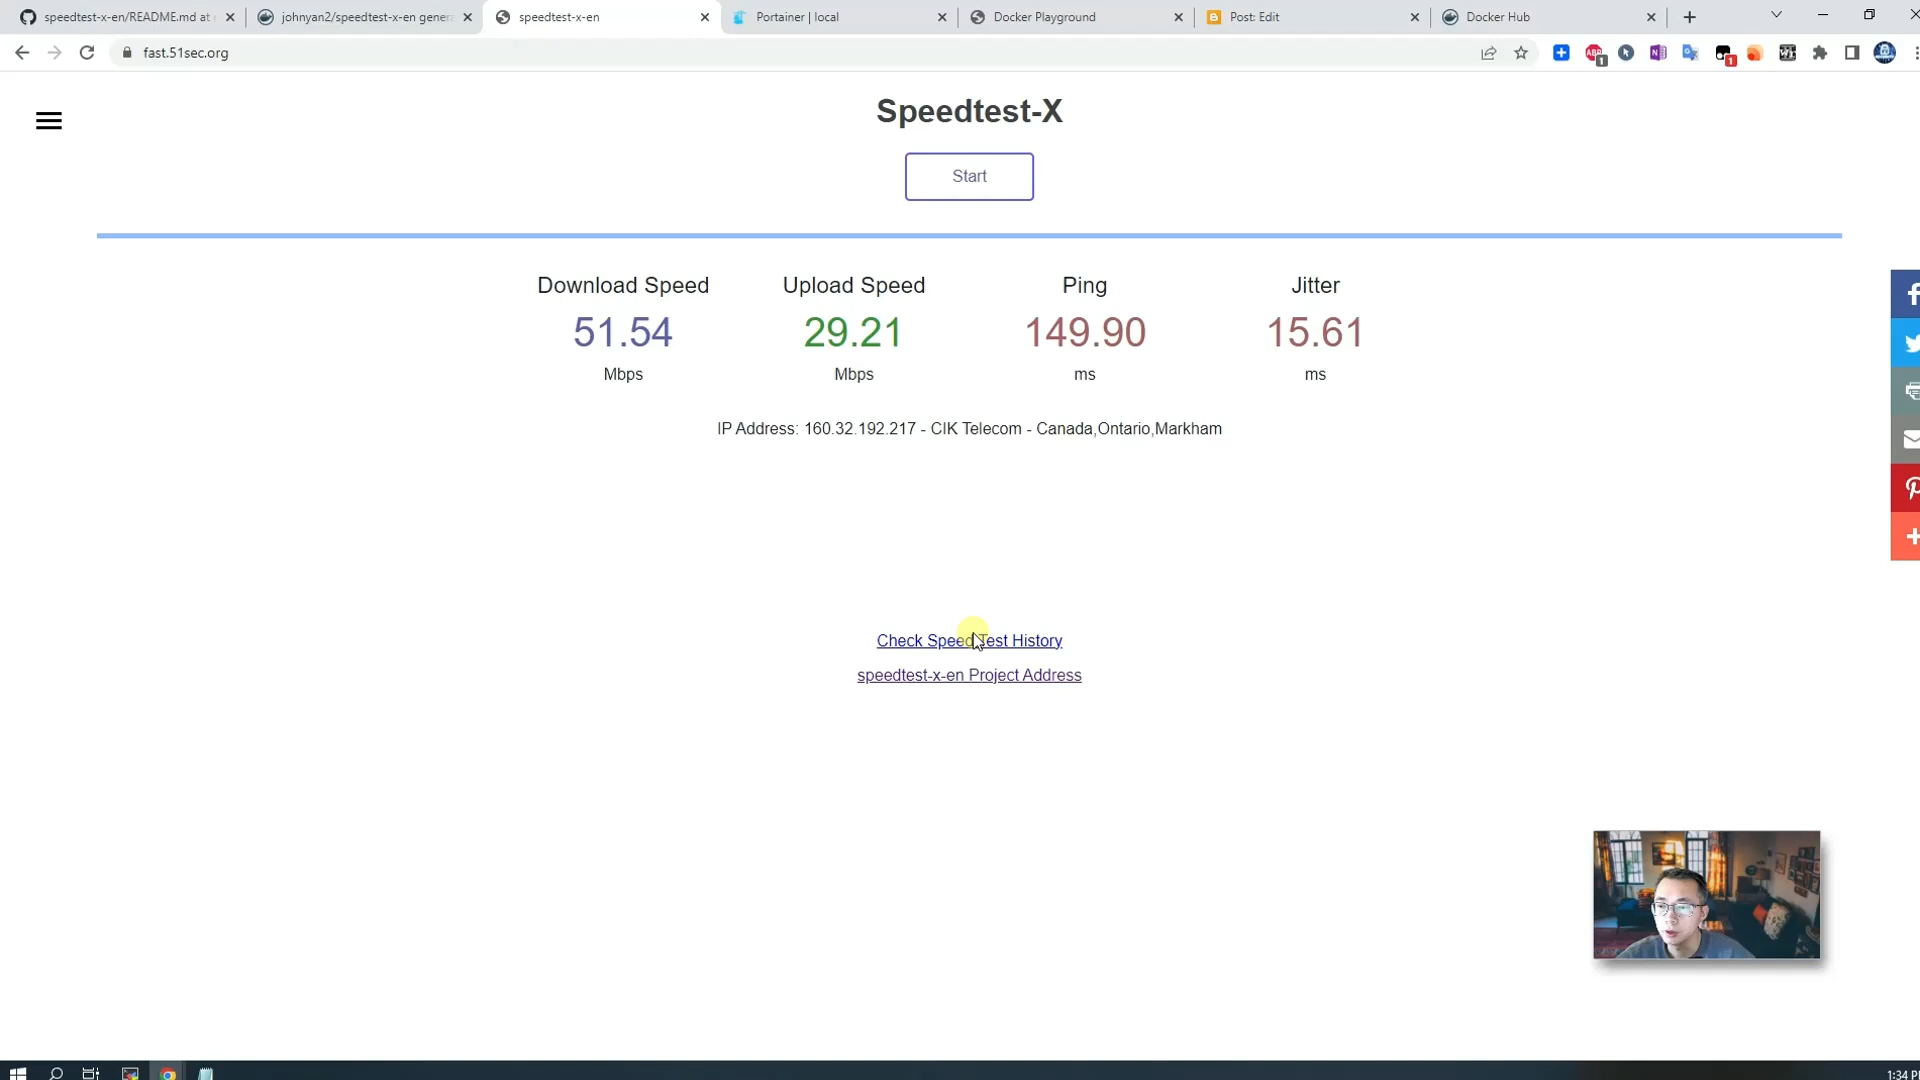 speedtest-x-en/README.md at
johnyan2/speedtest-x-en genera
speedtest-x-en
Portainer | local
Docker Playground
Post: Edit
Docker Hub
fast.51sec.org
Speedtest-X
Start
Download Speed
Upload Speed
Ping
Jitter
51.54
29.21
149.90
15.61
Mbps
Mbps
ms
ms
IP Address: 160.32.192.217 - CIK Telecom - Canada,Ontario,Markham
Check Speed Test History
speedtest-x-en Project Address
1:34 P